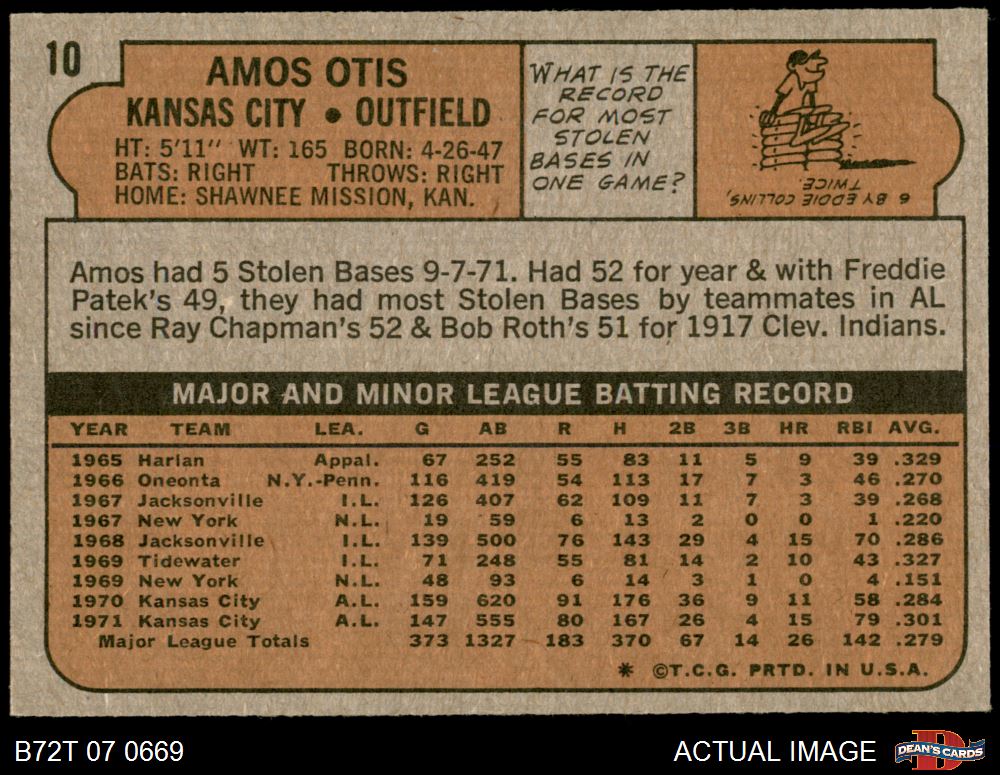 10
AMOS OTIS
KANSAS CITY • OUTFIELD
HT: 5'11" WT: 165 BORN: 4-26-47
BATS: RIGHT THROWS: RIGHT
HOME: SHAWNEE MISSION, KAN.
WHAT IS THE
RECORD
FOR MOST
STOLEN
BASES IN
ONE GAME?
6 BY EDDIE COLLINS,
TWICE.
Amos had 5 Stolen Bases 9-7-71. Had 52 for year & with Freddie
Patek's 49, they had most Stolen Bases by teammates in AL
since Ray Chapman's 52 & Bob Roth's 51 for 1917 Clev. Indians.
MAJOR AND MINOR LEAGUE BATTING RECORD
YEAR TEAM LEA. G AB R H 2B 3B HR RBI AVG.
1965 Harlan Appal. 67 252 55 83 11 5 9 39 .329
1966 Oneonta N.Y.-Penn. 116 419 54 113 17 7 3 46 .270
1967 Jacksonville I.L. 126 407 62 109 11 7 3 39 .268
1967 New York N.L. 19 59 6 13 2 0 0 1 .220
1968 Jacksonville I.L. 139 500 76 143 29 4 15 70 .286
1969 Tidewater I.L. 71 248 55 81 14 2 10 43 .327
1969 New York N.L. 48 93 6 14 3 1 0 4 .151
1970 Kansas City A.L. 159 620 91 176 36 9 11 58 .284
1971 Kansas City A.L. 147 555 80 167 26 4 15 79 .301
Major League Totals 373 1327 183 370 67 14 26 142 .279
* ©T.C.G. PRTD. IN U.S.A.
B72T 07 0669
ACTUAL IMAGE
DEAN'S CARDS